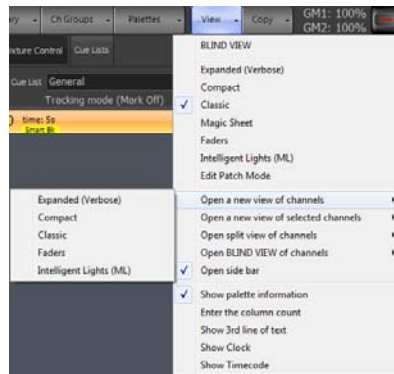 ry Ch Groups Palettes View Copy GM1: 100%
GM2: 100%
xture Control Cue Lists
Cue List General
Tracking mode (Mark Off)
time: 5s
Smart Bk
BLIND VIEW
Expanded (Verbose)
Compact
Classic
Magic Sheet
Faders
Intelligent Lights (ML)
Edit Patch Mode
Open a new view of channels
Open a new view of selected channels
Open split view of channels
Open BLIND VIEW of channels
Open side bar
Show palette information
Enter the column count
Show 3rd line of text
Show Clock
Show Timecode
Expanded (Verbose)
Compact
Classic
Faders
Intelligent Lights (ML)